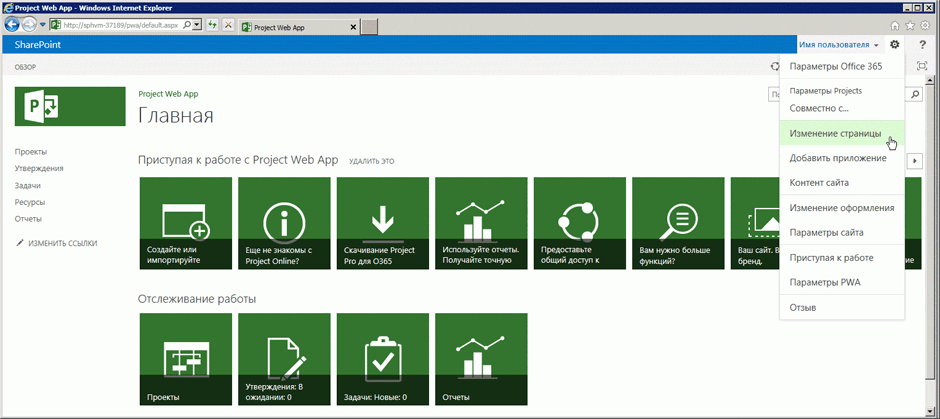 Project Web App - Windows Internet Explorer
http://sphvm-37189/pwa/default.aspx
Project Web App
SharePoint
Имя пользователя
?
ОБЗОР
Project Web App
Главная
Проекты
Утверждения
Задачи
Ресурсы
Отчеты
ИЗМЕНИТЬ ССЫЛКИ
Приступая к работе с Project Web App УДАЛИТЬ ЭТО
Создайте или
импортируйте
Еще не знакомы с
Project Online?
Скачивание Project
Pro для O365
Используйте отчеты.
Получайте точную
Предоставьте
общий доступ к
Вам нужно больше
функций?
Ваш сайт. В
бренд.
Отслеживание работы
Проекты
Утверждения: В
ожидании: 0
Задачи: Новые: 0
Отчеты
Параметры Office 365
Параметры Projects
Совместно с...
Изменение страницы
Добавить приложение
Контент сайта
Изменение оформления
Параметры сайта
Приступая к работе
Параметры PWA
Отзыв